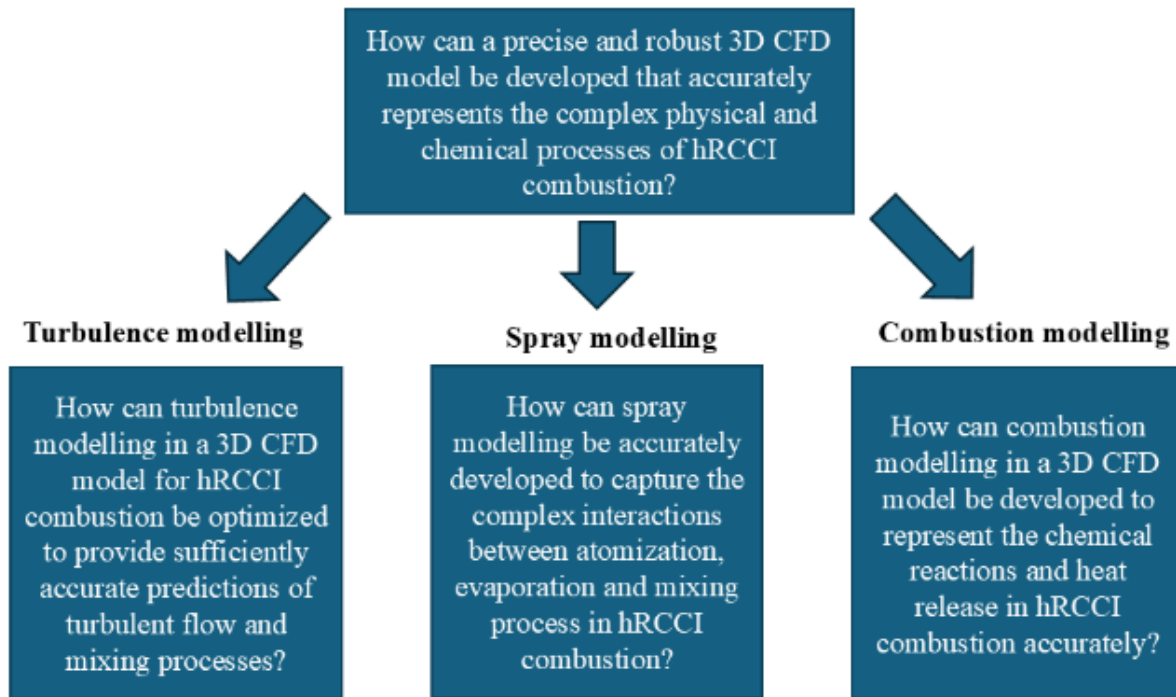 How can a precise and robust 3D CFD
model be developed that accurately
represents the complex physical and
chemical processes of hRCCI
combustion?
Turbulence modelling
How can turbulence
modelling in a 3D CFD
model for hRCCI
combustion be optimized
to provide sufficiently
accurate predictions of
turbulent flow and
mixing processes?
Spray modelling
How can spray
modelling be accurately
developed to capture the
complex interactions
between atomization,
evaporation and mixing
process in hRCCI
combustion?
Combustion modelling
How can combustion
modelling in a 3D CFD
model be developed to
represent the chemical
reactions and heat
release in hRCCI
combustion accurately?